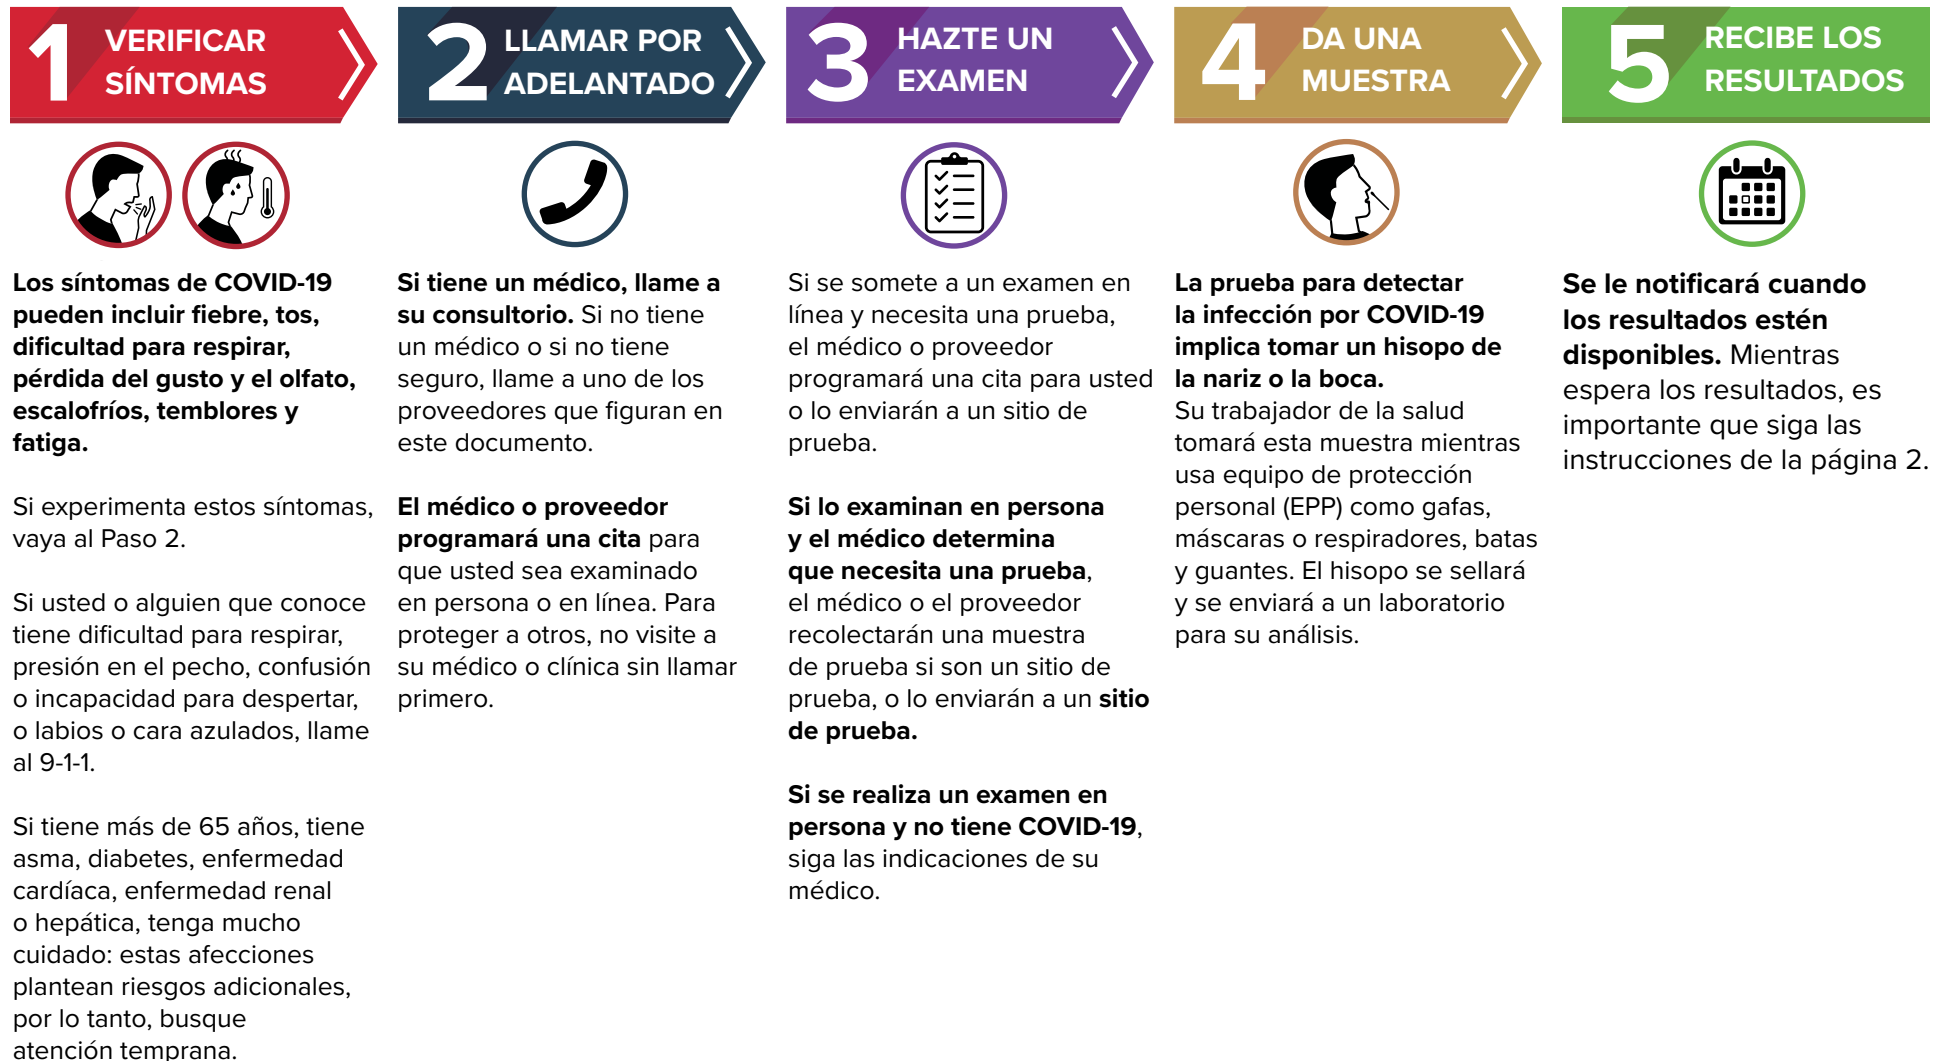 1
VERIFICAR
SÍNTOMAS
Los síntomas de COVID-19
pueden incluir fiebre, tos,
dificultad para respirar,
pérdida del gusto y el olfato,
escalofríos, temblores y
fatiga.
Si experimenta estos síntomas,
vaya al Paso 2.
Si usted o alguien que conoce
tiene dificultad para respirar,
presión en el pecho, confusión
o incapacidad para despertar,
o labios o cara azulados, llame
al 9-1-1.
Si tiene más de 65 años, tiene
asma, diabetes, enfermedad
cardíaca, enfermedad renal
o hepática, tenga mucho
cuidado: estas afecciones
plantean riesgos adicionales,
por lo tanto, busque
atención temprana.
2
LLAMAR POR
ADELANTADO
Si tiene un médico, llame a
su consultorio. Si no tiene
un médico o si no tiene
seguro, llame a uno de los
proveedores que figuran en
este documento.
El médico o proveedor
programará una cita para
que usted sea examinado
en persona o en línea. Para
proteger a otros, no visite a
su médico o clínica sin llamar
primero.
3
HAZTE UN
EXAMEN
Si se somete a un examen en
línea y necesita una prueba,
el médico o proveedor
programará una cita para usted
o lo enviarán a un sitio de
prueba.
Si lo examinan en persona
y el médico determina
que necesita una prueba,
el médico o el proveedor
recolectarán una muestra
de prueba si son un sitio de
prueba, o lo enviarán a un sitio
de prueba.
Si se realiza un examen en
persona y no tiene COVID-19,
siga las indicaciones de su
médico.
4
DA UNA
MUESTRA
La prueba para detectar
la infección por COVID-19
implica tomar un hisopo de
la nariz o la boca.
Su trabajador de la salud
tomará esta muestra mientras
usa equipo de protección
personal (EPP) como gafas,
máscaras o respiradores, batas
y guantes. El hisopo se sellará
y se enviará a un laboratorio
para su análisis.
5
RECIBE LOS
RESULTADOS
Se le notificará cuando
los resultados estén
disponibles. Mientras
espera los resultados, es
importante que siga las
instrucciones de la página 2.